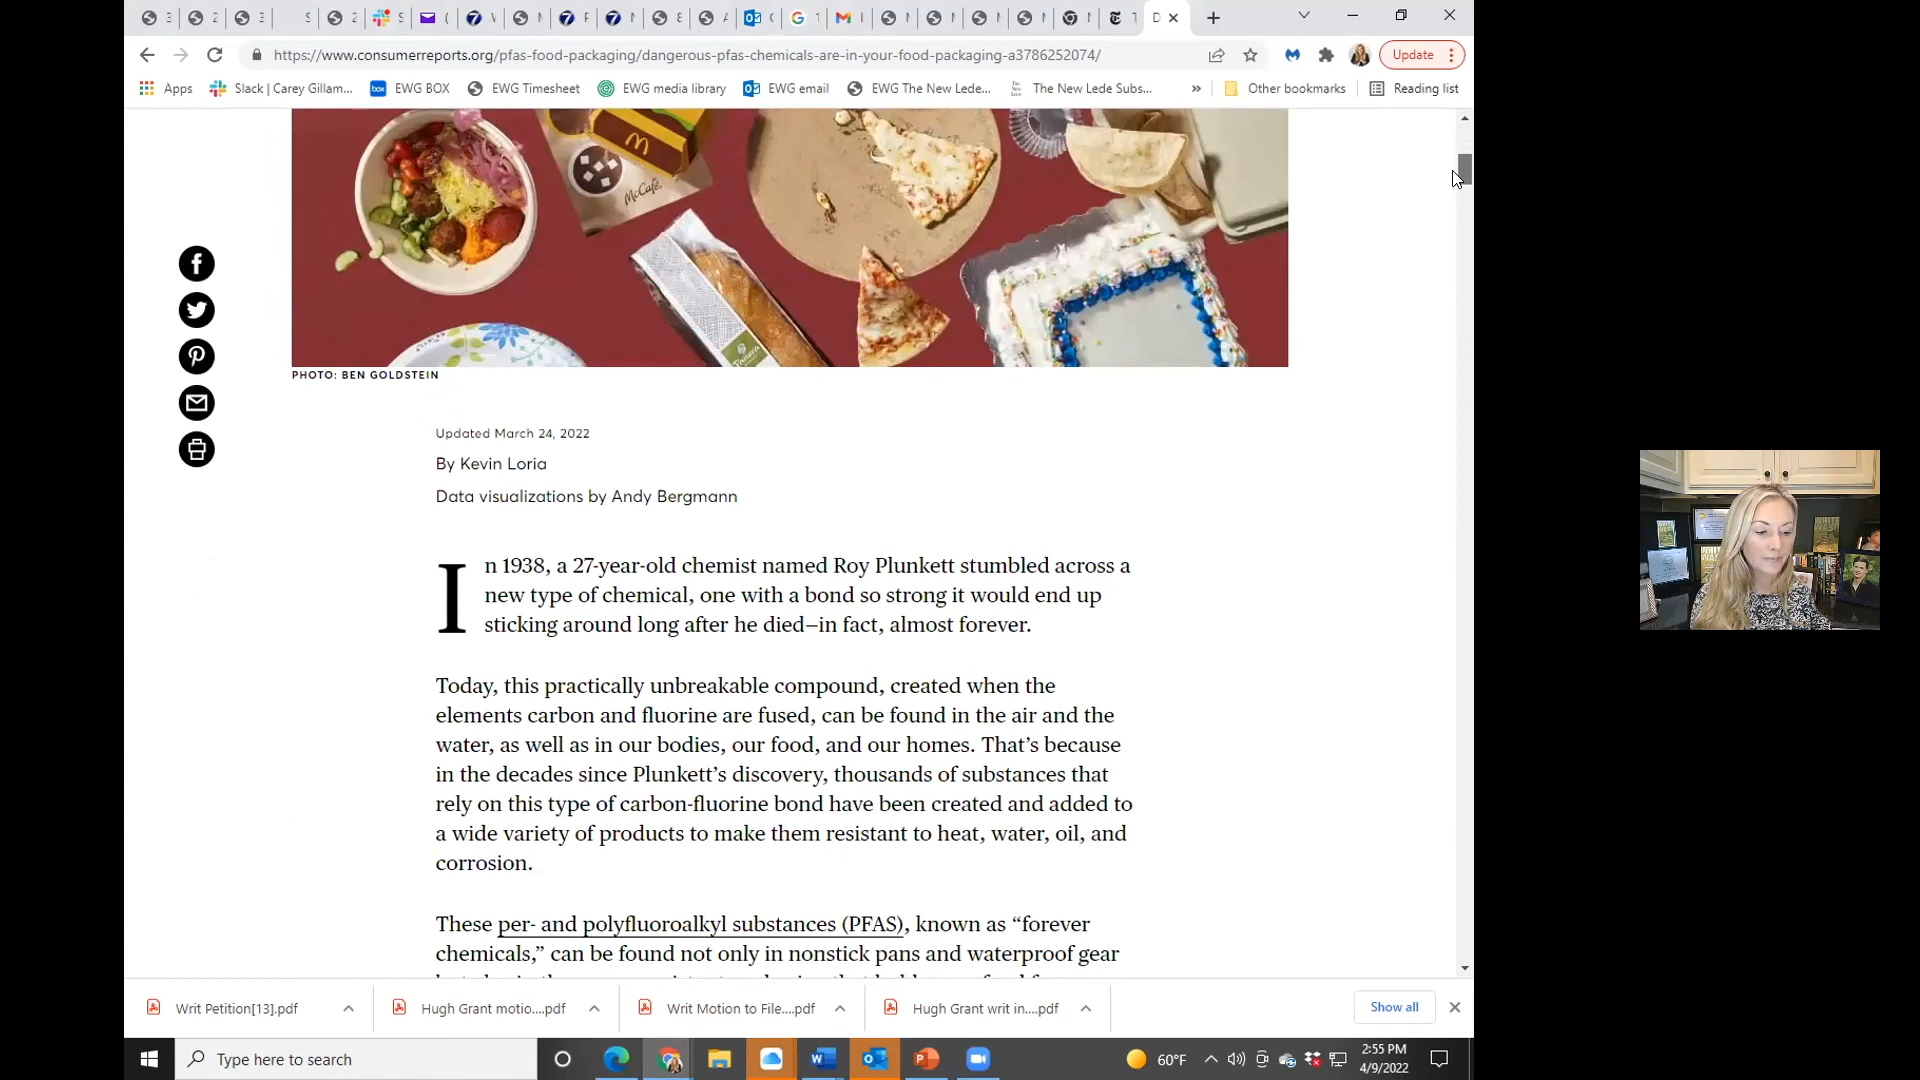 https://www.consumerreports.org/pfas-food-packaging/dangerous-pfas-chemicals-are-in-your-food-packaging-a3786252074/
Update
Apps
Slack | Carey Gillam...
EWG BOX
EWG Timesheet
EWG media library
EWG email
EWG The New Lede...
The New Lede Subs...
»
Other bookmarks
Reading list
McCafé
PHOTO: BEN GOLDSTEIN
Updated March 24, 2022
By Kevin Loria
Data visualizations by Andy Bergmann
In 1938, a 27-year-old chemist named Roy Plunkett stumbled across a
new type of chemical, one with a bond so strong it would end up
sticking around long after he died—in fact, almost forever.
Today, this practically unbreakable compound, created when the
elements carbon and fluorine are fused, can be found in the air and the
water, as well as in our bodies, our food, and our homes. That’s because
in the decades since Plunkett’s discovery, thousands of substances that
rely on this type of carbon-fluorine bond have been created and added to
a wide variety of products to make them resistant to heat, water, oil, and
corrosion.
These per- and polyfluoroalkyl substances (PFAS), known as “forever
chemicals,” can be found not only in nonstick pans and waterproof gear
Writ Petition[13].pdf
Hugh Grant motio....pdf
Writ Motion to File....pdf
Hugh Grant writ in....pdf
Show all
Type here to search
60°F
2:55 PM
4/9/2022